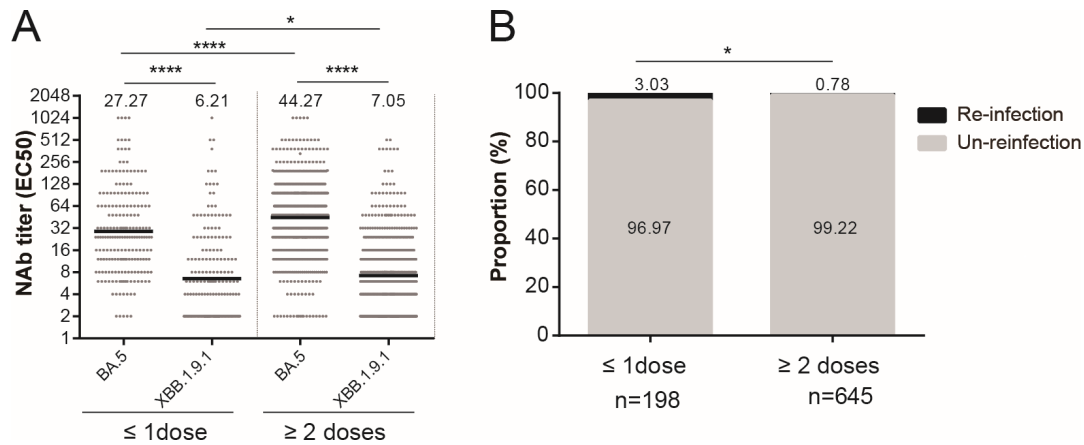 A
*
****
**** ****
27.27 6.21 44.27 7.05
NAb titer (EC50)
2048
1024
512
256
128
64
32
16
8
4
2
1
BA.5 XBB.1.9.1 BA.5 XBB.1.9.1
≤ 1dose ≥ 2 doses
B
*
3.03 0.78
Proportion (%)
100
80
60
40
20
0
96.97 99.22
≤ 1dose ≥ 2 doses
n=198 n=645
Re-infection
Un-reinfection